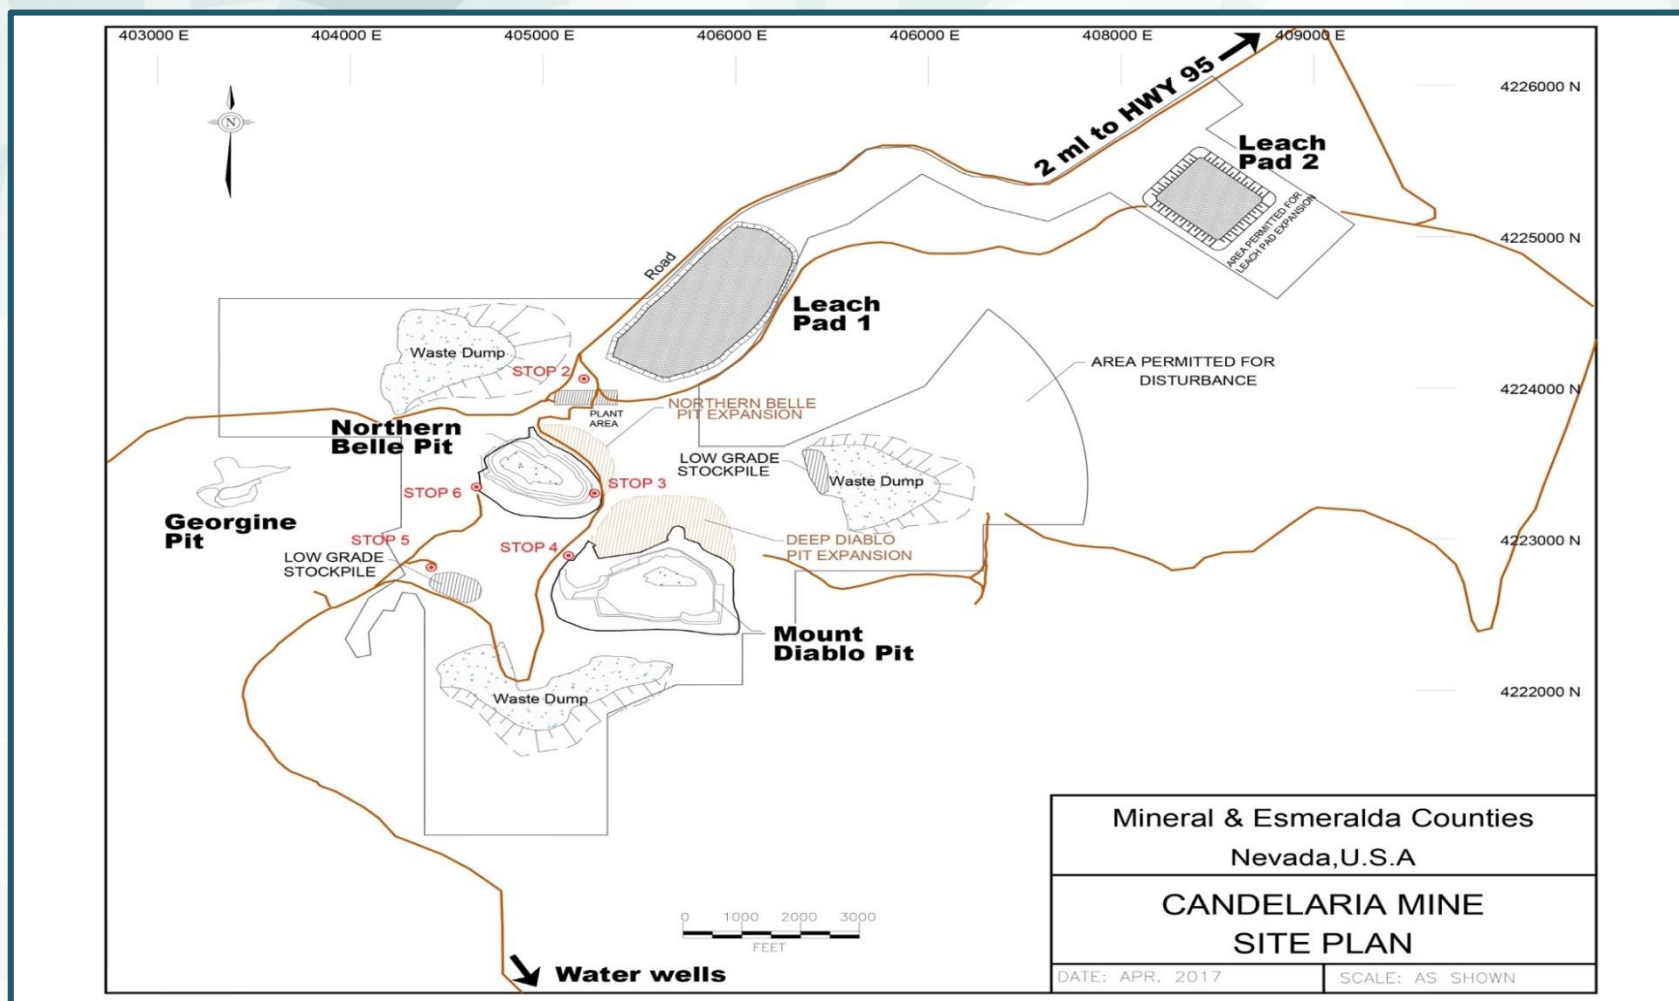 403000 E
404000 E
405000 E
406000 E
406000 E
408000 E
409000 E
4226000 N
N
2 ml to HWY 95
Leach
Pad 2
AREA PERMITTED FOR
LEACH PAD EXPANSION
4225000 N
Road
Leach
Pad 1
Waste Dump
STOP 2
AREA PERMITTED FOR
DISTURBANCE
4224000 N
PLANT
AREA
NORTHERN BELLE
PIT EXPANSION
Northern
Belle Pit
LOW GRADE
STOCKPILE
Waste Dump
STOP 6
STOP 3
Georgine
Pit
STOP 5
STOP 4
DEEP DIABLO
PIT EXPANSION
4223000 N
LOW GRADE
STOCKPILE
Mount
Diablo Pit
Waste Dump
4222000 N
0 1000 2000 3000
FEET
Water wells
Mineral & Esmeralda Counties
Nevada,U.S.A
CANDELARIA MINE
SITE PLAN
DATE: APR. 2017
SCALE: AS SHOWN